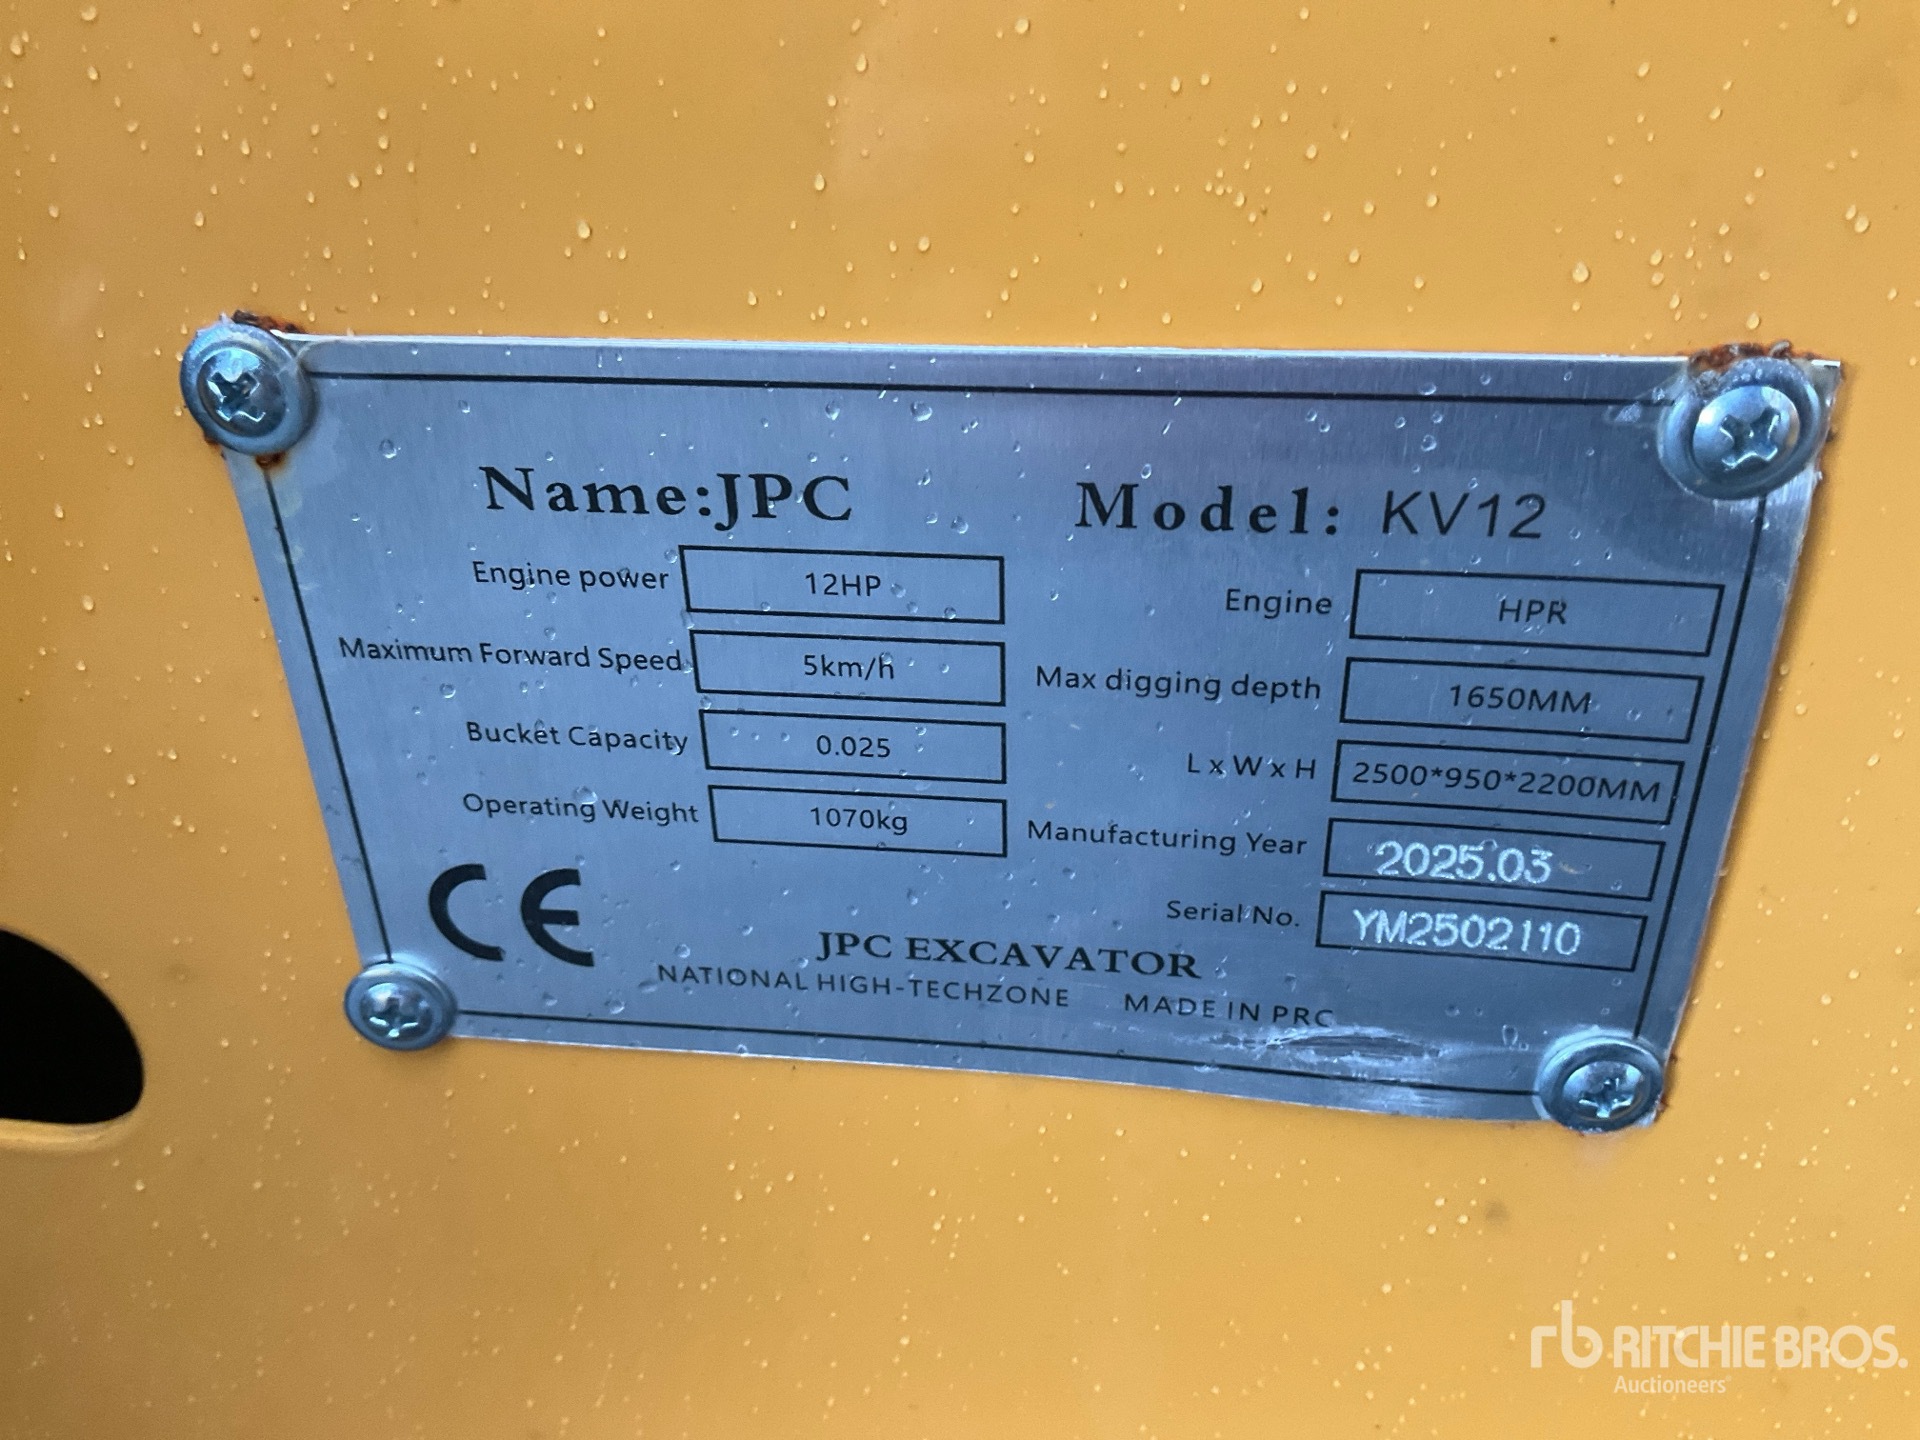 Name:JPC Model: KV12
Engine power 12HP Engine HPR
Maximum Forward Speed 5km/h Max digging depth 1650MM
Bucket Capacity 0.025 L x W x H 2500*950*2200MM
Operating Weight 1070kg Manufacturing Year 2025.03
Serial No. YM2502110
CE
JPC EXCAVATOR
NATIONAL HIGH-TECHZONE MADE IN PRC
rb RITCHIE BROS.
Auctioneers